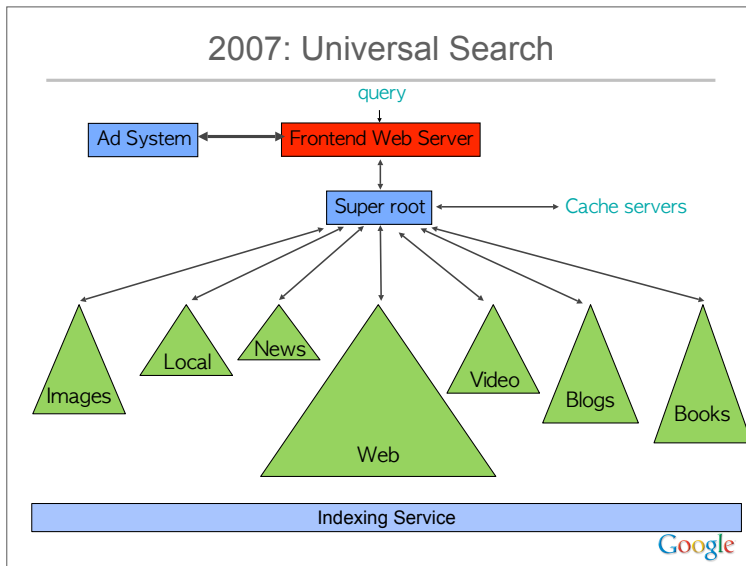 2007: Universal Search
query
Ad System
Frontend Web Server
Super root
Cache servers
Images
Local
News
Web
Video
Blogs
Books
Indexing Service
Google